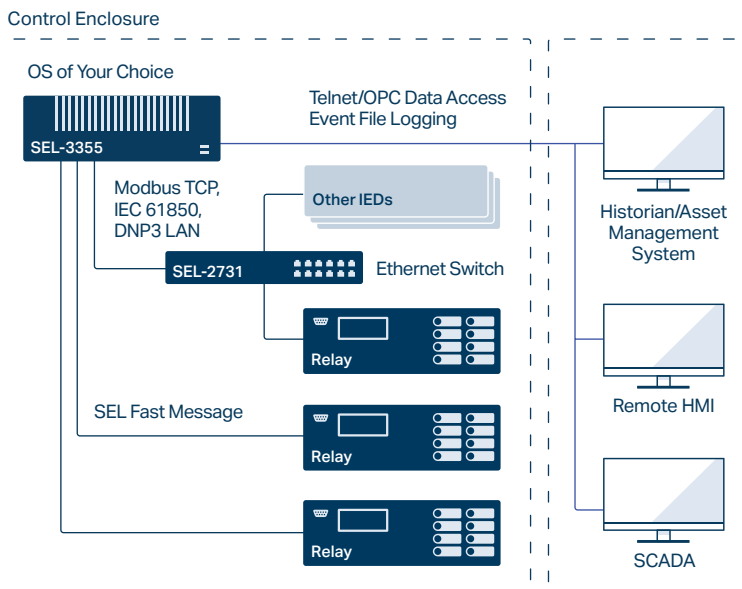 Control Enclosure
OS of Your Choice
SEL-3355
Telnet/OPC Data Access
Event File Logging
Modbus TCP,
IEC 61850,
DNP3 LAN
Other IEDs
SEL-2731
Ethernet Switch
Relay
SEL Fast Message
Relay
Relay
Historian/Asset
Management
System
Remote HMI
SCADA